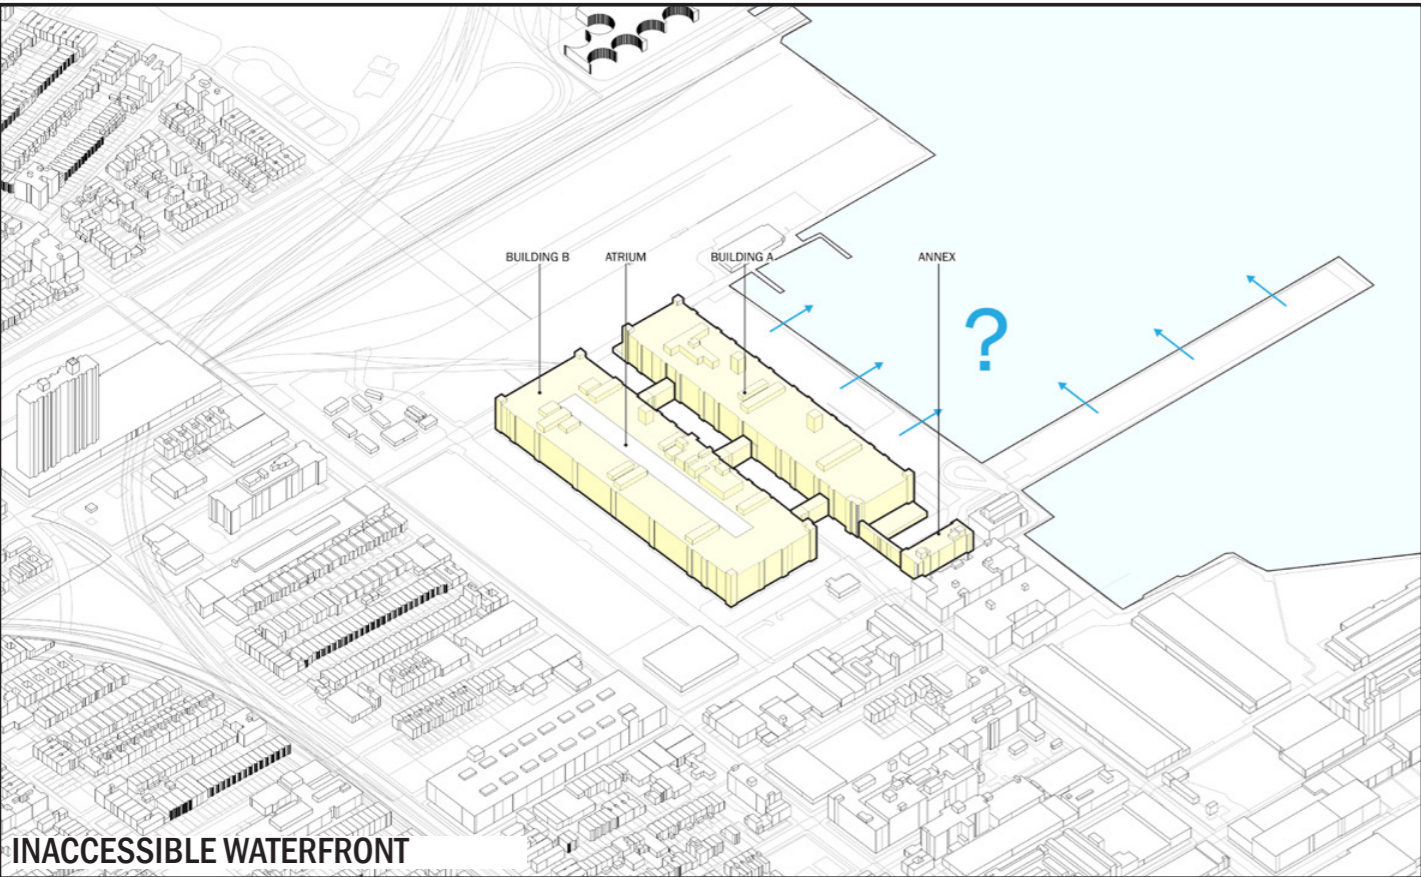 BUILDING B
ATRIUM
BUILDING A
ANNEX
?
INACCESSIBLE WATERFRONT